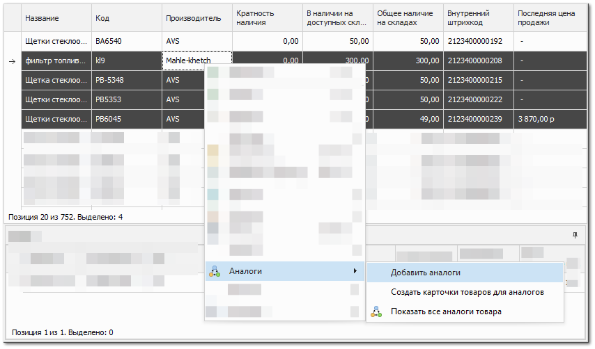 Название Код Производитель Кратность наличия В наличии на доступных скл... Общее наличие на складах Внутренний штрихкод Последняя цена продажи
Щетки стеклоо... BA6540 AVS 0,00 50,00 50,00 2123400000192 -
фильтр топлив... kl9 Mahle-khetch 0,00 300,00 300,00 2123400000208 -
Щетка стеклоо... PB-5348 AVS 50,00 2123400000215 -
Щетки стеклоо... PB5353 AVS 50,00 2123400000222 -
Щетки стеклоо... PB6045 AVS 49,00 2123400000239 3 870,00 р
Позиция 20 из 752. Выделено: 4
Аналоги
Добавить аналоги
Создать карточки товаров для аналогов
Показать все аналоги товара
Позиция 1 из 1. Выделено: 0